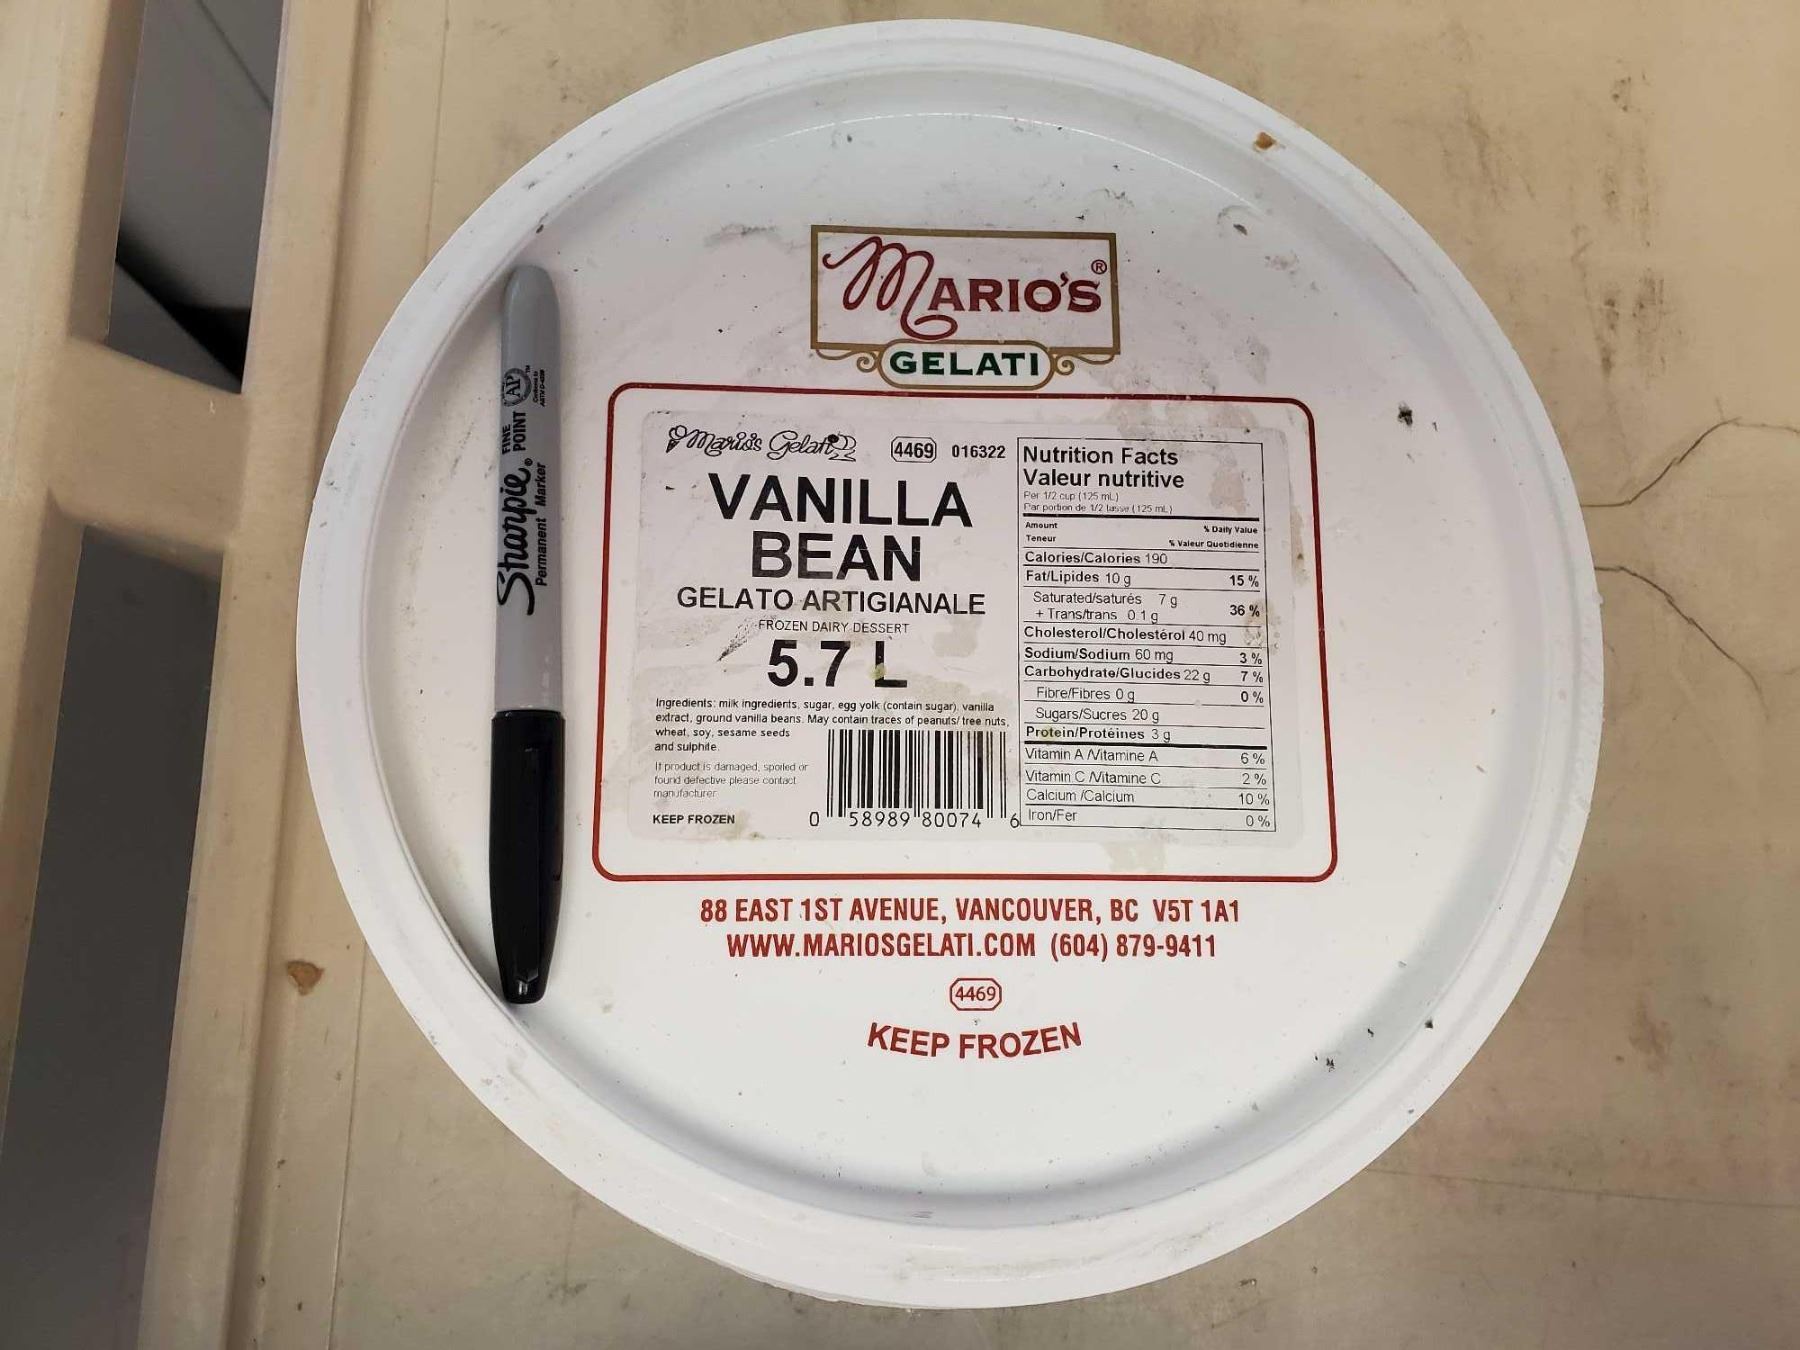 MARIO'S®
GELATI
Mario's Gelati
4469 016322
VANILLA
BEAN
GELATO ARTIGIANALE
FROZEN DAIRY DESSERT
5.7 L
Ingredients: milk ingredients, sugar, egg yolk (contain sugar), vanilla
extract, ground vanilla beans. May contain traces of peanuts/ tree nuts,
wheat, soy, sesame seeds
and sulphite.
If product is damaged, spoiled or
found defective please contact
manufacturer
KEEP FROZEN
0 58989 80074 6
Nutrition Facts
Valeur nutritive
Per 1/2 cup (125 mL)
Par portion de 1/2 tasse (125 mL)
Amount % Daily Value
Teneur % Valeur Quotidienne
Calories/Calories 190
Fat/Lipides 10 g 15 %
Saturated/saturés 7 g
+ Trans/trans 0.1 g 36 %
Cholesterol/Cholestérol 40 mg
Sodium/Sodium 60 mg 3 %
Carbohydrate/Glucides 22 g 7 %
Fibre/Fibres 0 g 0 %
Sugars/Sucres 20 g
Protein/Protéines 3 g
Vitamin A /Vitamine A 6 %
Vitamin C /Vitamine C 2 %
Calcium /Calcium 10 %
Iron/Fer 0 %
88 EAST 1ST AVENUE, VANCOUVER, BC V5T 1A1
WWW.MARIOSGELATI.COM (604) 879-9411
4469
KEEP FROZEN
Sharpie®
FINE
POINT
Permanent Marker
AP
TM
Conforms to
ASTM D-4236